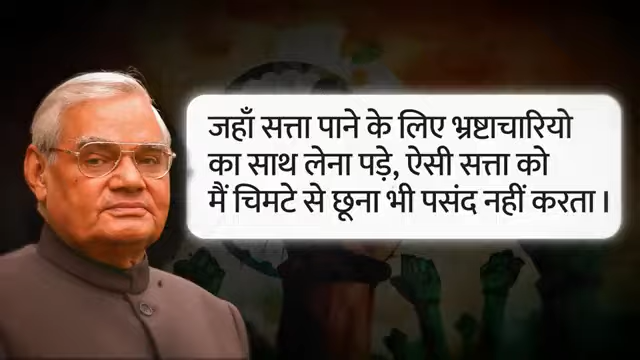 जहाँ सत्ता पाने के लिए भ्रष्टाचारियो
का साथ लेना पड़े, ऐसी सत्ता को
मैं चिमटे से छूना भी पसंद नहीं करता ।